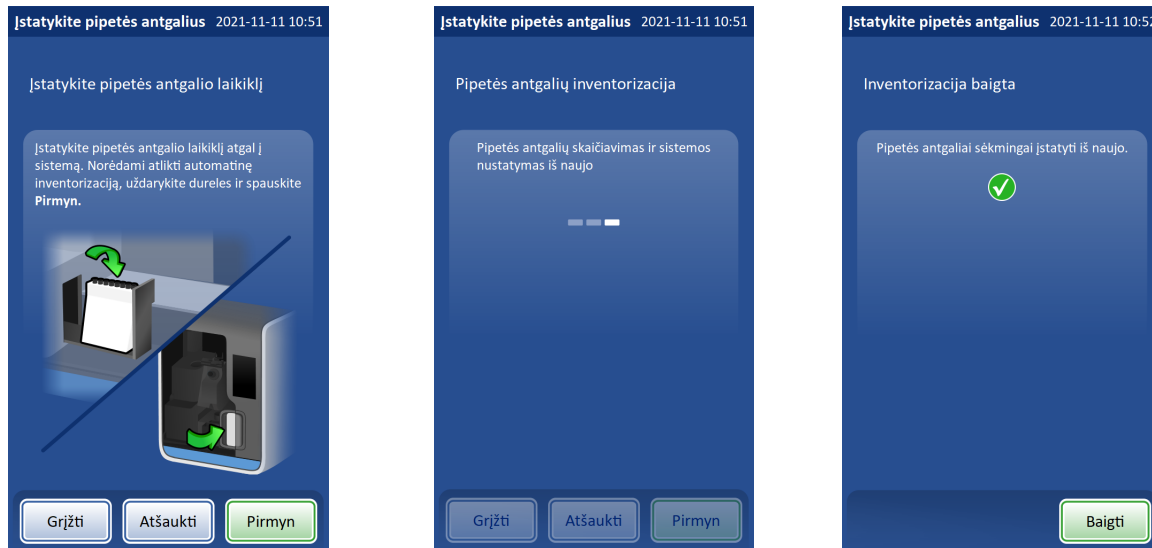 Įstatykite pipetės antgalius 2021-11-11 10:51
Įstatykite pipetės antgalio laikiklį
Įstatykite pipetės antgalio laikiklį atgal į
sistemą. Norėdami atlikti automatinę
inventorizaciją, uždarykite dureles ir spauskite
Pirmyn.
Grįžti Atšaukti Pirmyn
Įstatykite pipetės antgalius 2021-11-11 10:51
Pipetės antgalių inventorizacija
Pipetės antgalių skaičiavimas ir sistemos
nustatymas iš naujo
Grįžti Atšaukti Pirmyn
Įstatykite pipetės antgalius 2021-11-11 10:52
Inventorizacija baigta
Pipetės antgaliai sėkmingai įstatyti iš naujo.
Baigti